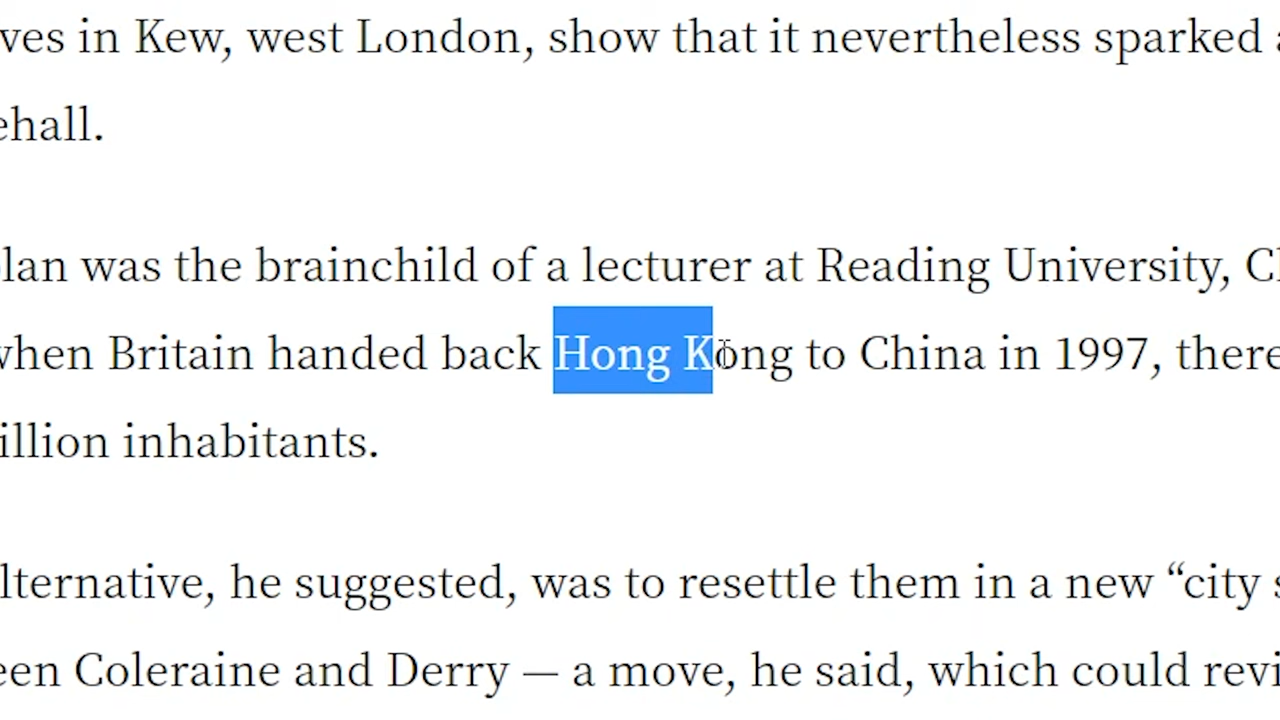 ves in Kew, west London, show that it nevertheless sparked a
ehall.
plan was the brainchild of a lecturer at Reading University, Ch
when Britain handed back Hong Kong to China in 1997, there
illion inhabitants.
lternative, he suggested, was to resettle them in a new “city s
een Coleraine and Derry — a move, he said, which could revi